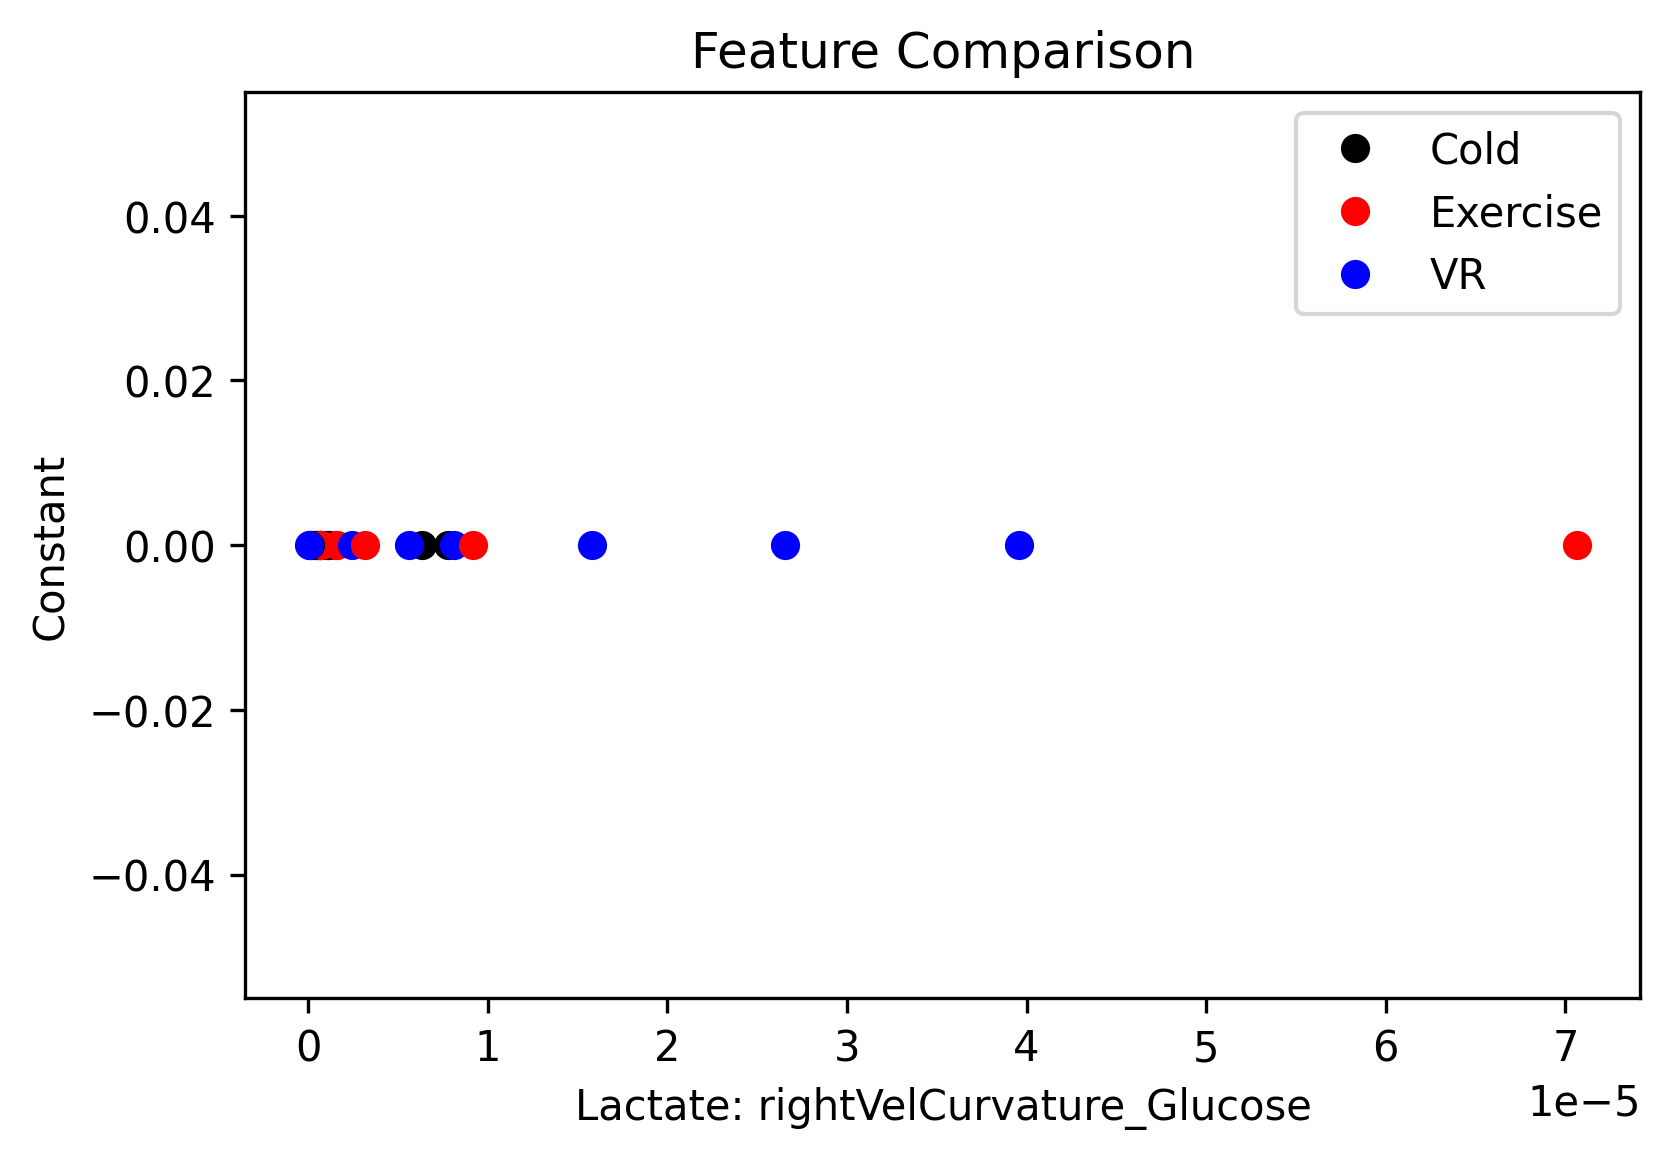 Feature Comparison
Cold
Exercise
VR
0.04
0.02
0.00
−0.02
−0.04
Constant
0 1 2 3 4 5 6 7
1e−5
Lactate: rightVelCurvature_Glucose